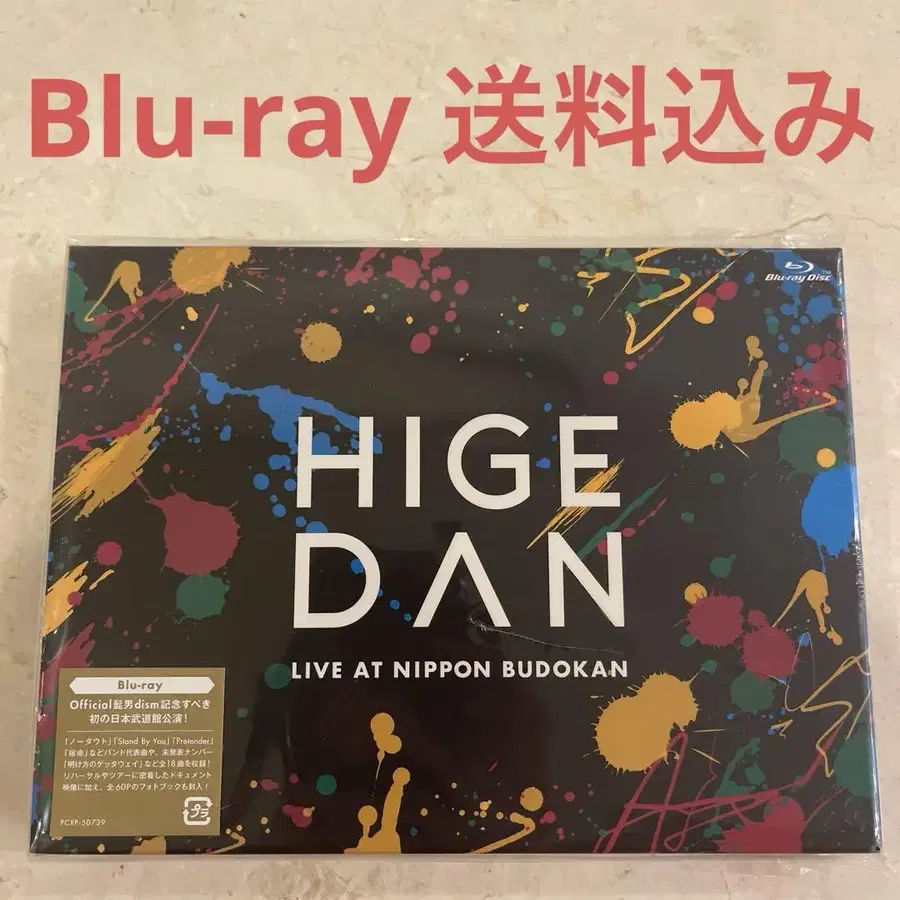 Blu-ray 送料込み
Blu-ray Disc™
HIGE
DAN
LIVE AT NIPPON BUDOKAN
Blu-ray
Official髭男dism記念すべき
初の日本武道館公演！
「ノーダウト」「Stand By You」「Pretender」
「宿命」などバンド代表曲や、未発表ナンバー
「明け方のゲッタウェイ」など全18曲を収録！
リハーサルやツアーに密着したドキュメント
映像に加え、全60Pのフォトブックも封入！
プラ
PCXP-50739